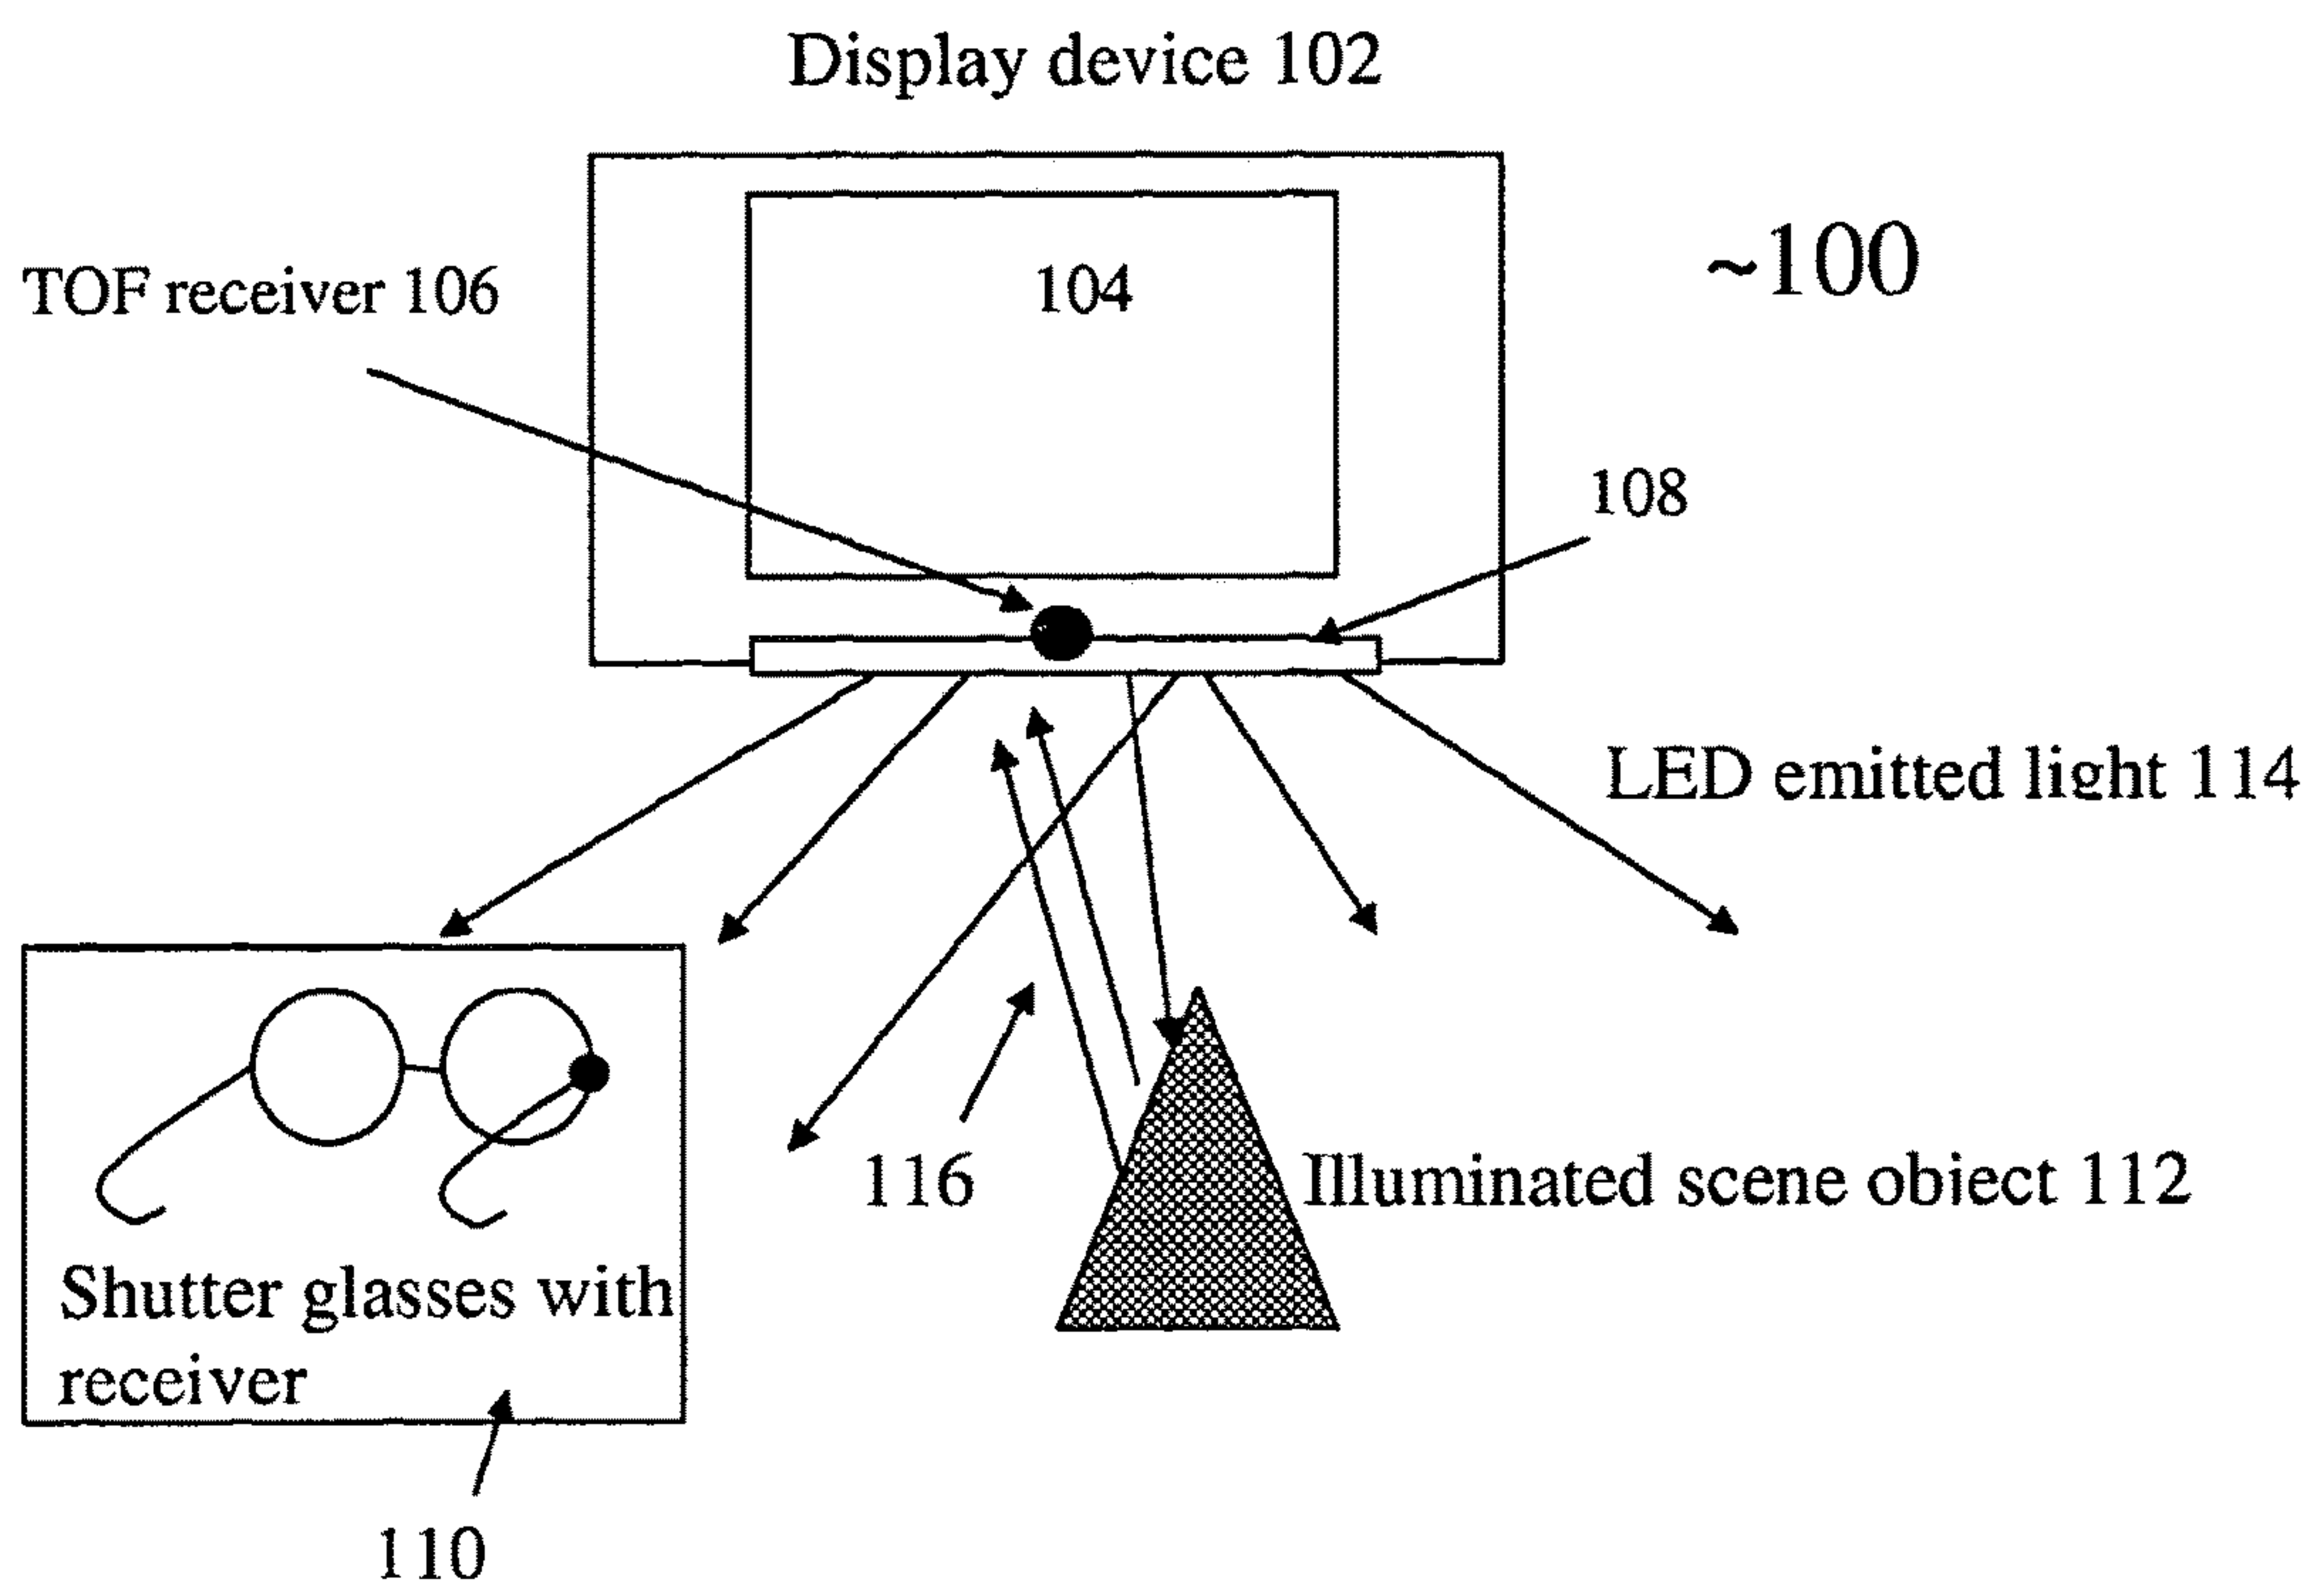 Display device 102
TOF receiver 106
104
~100
108
LED emitted light 114
116
Illuminated scene object 112
Shutter glasses with
receiver
110